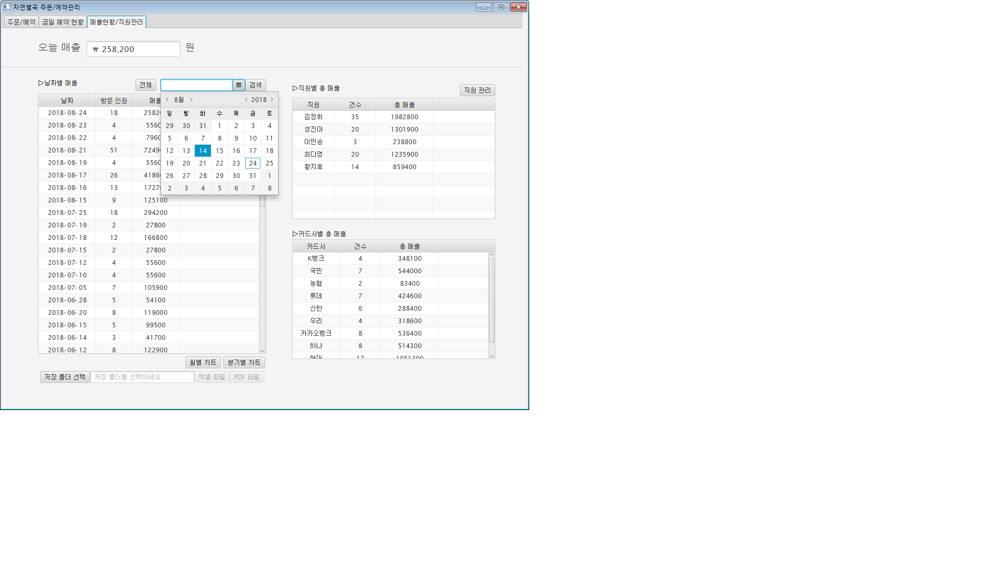 자연별곡 주문/예약관리
주문/예약 금일 예약 현황 매출현황/직원관리
오늘 매출 ₩ 258,200 원
▷날짜별 매출 전체 검색
날짜 방문 인원
2018-08-24 18
2018-08-23 4
2018-08-22 4
2018-08-21 51
2018-08-19 4
2018-08-17 26
2018-08-16 13
2018-08-15 9 125100
2018-07-25 18 294200
2018-07-19 2 27800
2018-07-18 12 166800
2018-07-15 2 27800
2018-07-12 4 55600
2018-07-10 4 55600
2018-07-05 7 105900
2018-06-28 5 54100
2018-06-20 8 119000
2018-06-15 5 99500
2018-06-14 3 41700
2018-06-12 8 122900
< 8월 > < 2018 >
일 월 화 수 목 금 토
29 30 31 1 2 3 4
5 6 7 8 9 10 11
12 13 14 15 16 17 18
19 20 21 22 23 24 25
26 27 28 29 30 31 1
2 3 4 5 6 7 8
월별 차트 분기별 차트
저장 폴더 선택 저장 폴더를 선택하세요. 엑셀 파일 PDF 파일
▷직원별 총 매출 직원 관리
직원 건수 총 매출
김정휘 35 1982800
성진아 20 1301900
이민승 3 238800
최다영 20 1235900
황지후 14 859400
▷카드사별 총 매출
카드사 건수 총 매출
K뱅크 4 348100
국민 7 544000
농협 2 83400
롯데 7 424600
신한 6 288400
우리 4 318600
카카오뱅크 8 536400
하나 8 514300
현대 17 1051300